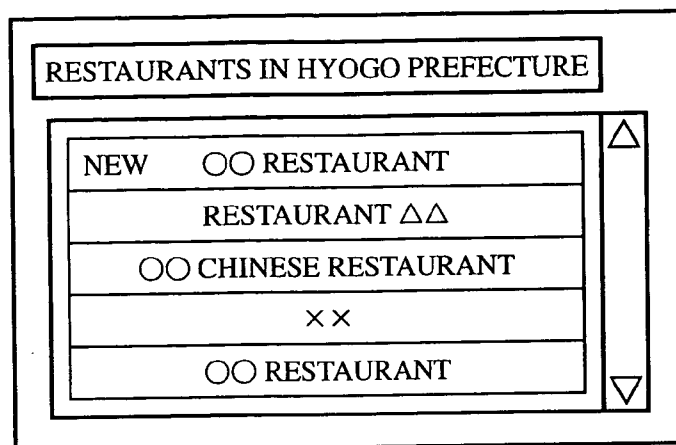 RESTAURANTS IN HYOGO PREFECTURE
NEW ○○ RESTAURANT
RESTAURANT △△
○○ CHINESE RESTAURANT
××
○○ RESTAURANT